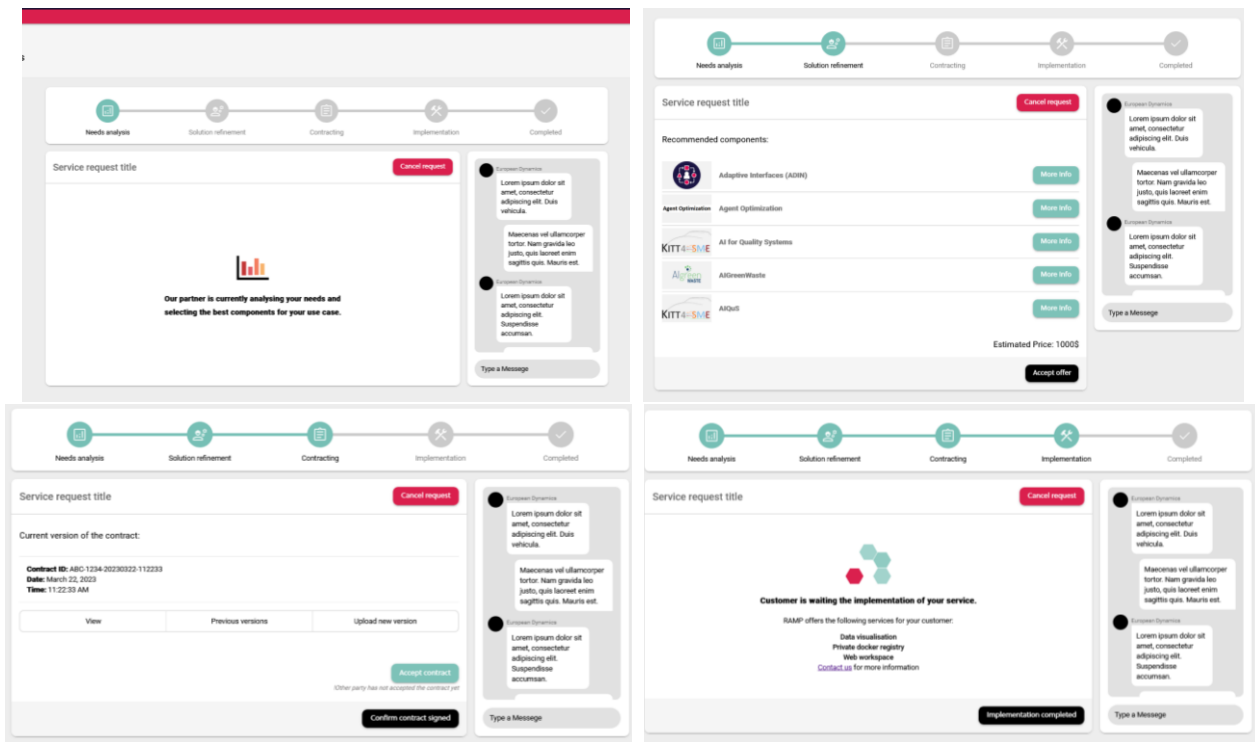 s
Needs analysis
Solution refinement
Contracting
Implementation
Completed
Service request title
Cancel request
Our partner is currently analysing your needs and
selecting the best components for your use case.
European Dynamics
Lorem ipsum dolor sit
amet, consectetur
adipiscing elit. Duis
vehicula.
Maecenas vel ullamcorper
tortor. Nam gravida leo
justo, quis laoreet enim
sagittis quis. Mauris est.
European Dynamics
Lorem ipsum dolor sit
amet, consectetur
adipiscing elit.
Suspendisse
accumsan.
Type a Messege
Needs analysis
Solution refinement
Contracting
Implementation
Completed
Service request title
Cancel request
Recommended components:
Adaptive Interfaces (ADIN)
More Info
Agent Optimization
Agent Optimization
More Info
KITT4SME
AI for Quality Systems
More Info
AIgreen
WASTE
AIGreenWaste
More Info
KITT4SME
AIQuS
More Info
Estimated Price: 1000$
Accept offer
European Dynamics
Lorem ipsum dolor sit
amet, consectetur
adipiscing elit. Duis
vehicula.
Maecenas vel ullamcorper
tortor. Nam gravida leo
justo, quis laoreet enim
sagittis quis. Mauris est.
European Dynamics
Lorem ipsum dolor sit
amet, consectetur
adipiscing elit.
Suspendisse
accumsan.
Type a Messege
Needs analysis
Solution refinement
Contracting
Implementation
Completed
Service request title
Cancel request
Current version of the contract:
Contract ID: ABC-1234-20230322-112233
Date: March 22, 2023
Time: 11:22:33 AM
View
Previous versions
Upload new version
Accept contract
!Other party has not accepted the contract yet
Confirm contract signed
European Dynamics
Lorem ipsum dolor sit
amet, consectetur
adipiscing elit. Duis
vehicula.
Maecenas vel ullamcorper
tortor. Nam gravida leo
justo, quis laoreet enim
sagittis quis. Mauris est.
European Dynamics
Lorem ipsum dolor sit
amet, consectetur
adipiscing elit.
Suspendisse
accumsan.
Type a Messege
Needs analysis
Solution refinement
Contracting
Implementation
Completed
Service request title
Cancel request
Customer is waiting the implementation of your service.
RAMP offers the following services for your customer:
Data visualisation
Private docker registry
Web workspace
Contact us for more information
Implementation completed
European Dynamics
Lorem ipsum dolor sit
amet, consectetur
adipiscing elit. Duis
vehicula.
Maecenas vel ullamcorper
tortor. Nam gravida leo
justo, quis laoreet enim
sagittis quis. Mauris est.
European Dynamics
Lorem ipsum dolor sit
amet, consectetur
adipiscing elit.
Suspendisse
accumsan.
Type a Messege